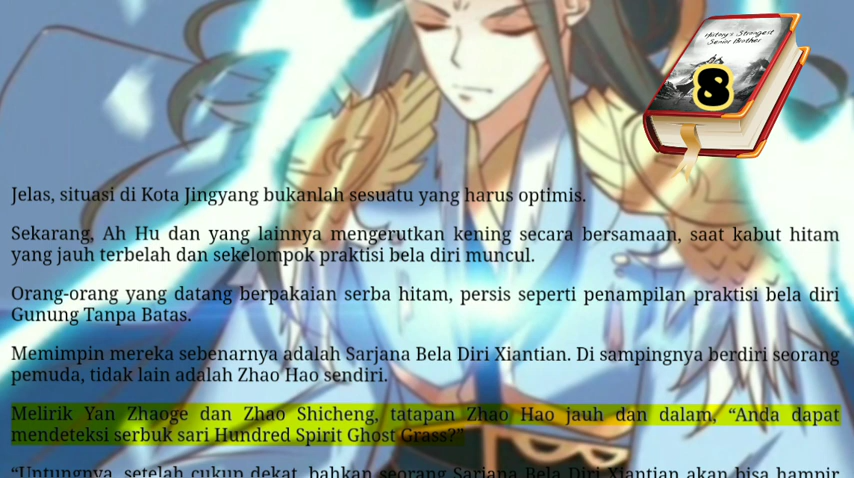 History's Strongest
Senior Brother
8
Jelas, situasi di Kota Jingyang bukanlah sesuatu yang harus optimis.
Sekarang, Ah Hu dan yang lainnya mengerutkan kening secara bersamaan, saat kabut hitam
yang jauh terbelah dan sekelompok praktisi bela diri muncul.
Orang-orang yang datang berpakaian serba hitam, persis seperti penampilan praktisi bela diri
Gunung Tanpa Batas.
Memimpin mereka sebenarnya adalah Sarjana Bela Diri Xiantian. Di sampingnya berdiri seorang
pemuda, tidak lain adalah Zhao Hao sendiri.
Melirik Yan Zhaoge dan Zhao Shicheng, tatapan Zhao Hao jauh dan dalam, “Anda dapat
mendeteksi serbuk sari Hundred Spirit Ghost Grass?”
“Untungnya, setelah cukup dekat, bahkan seorang Sarjana Bela Diri Xiantian akan bisa hampir